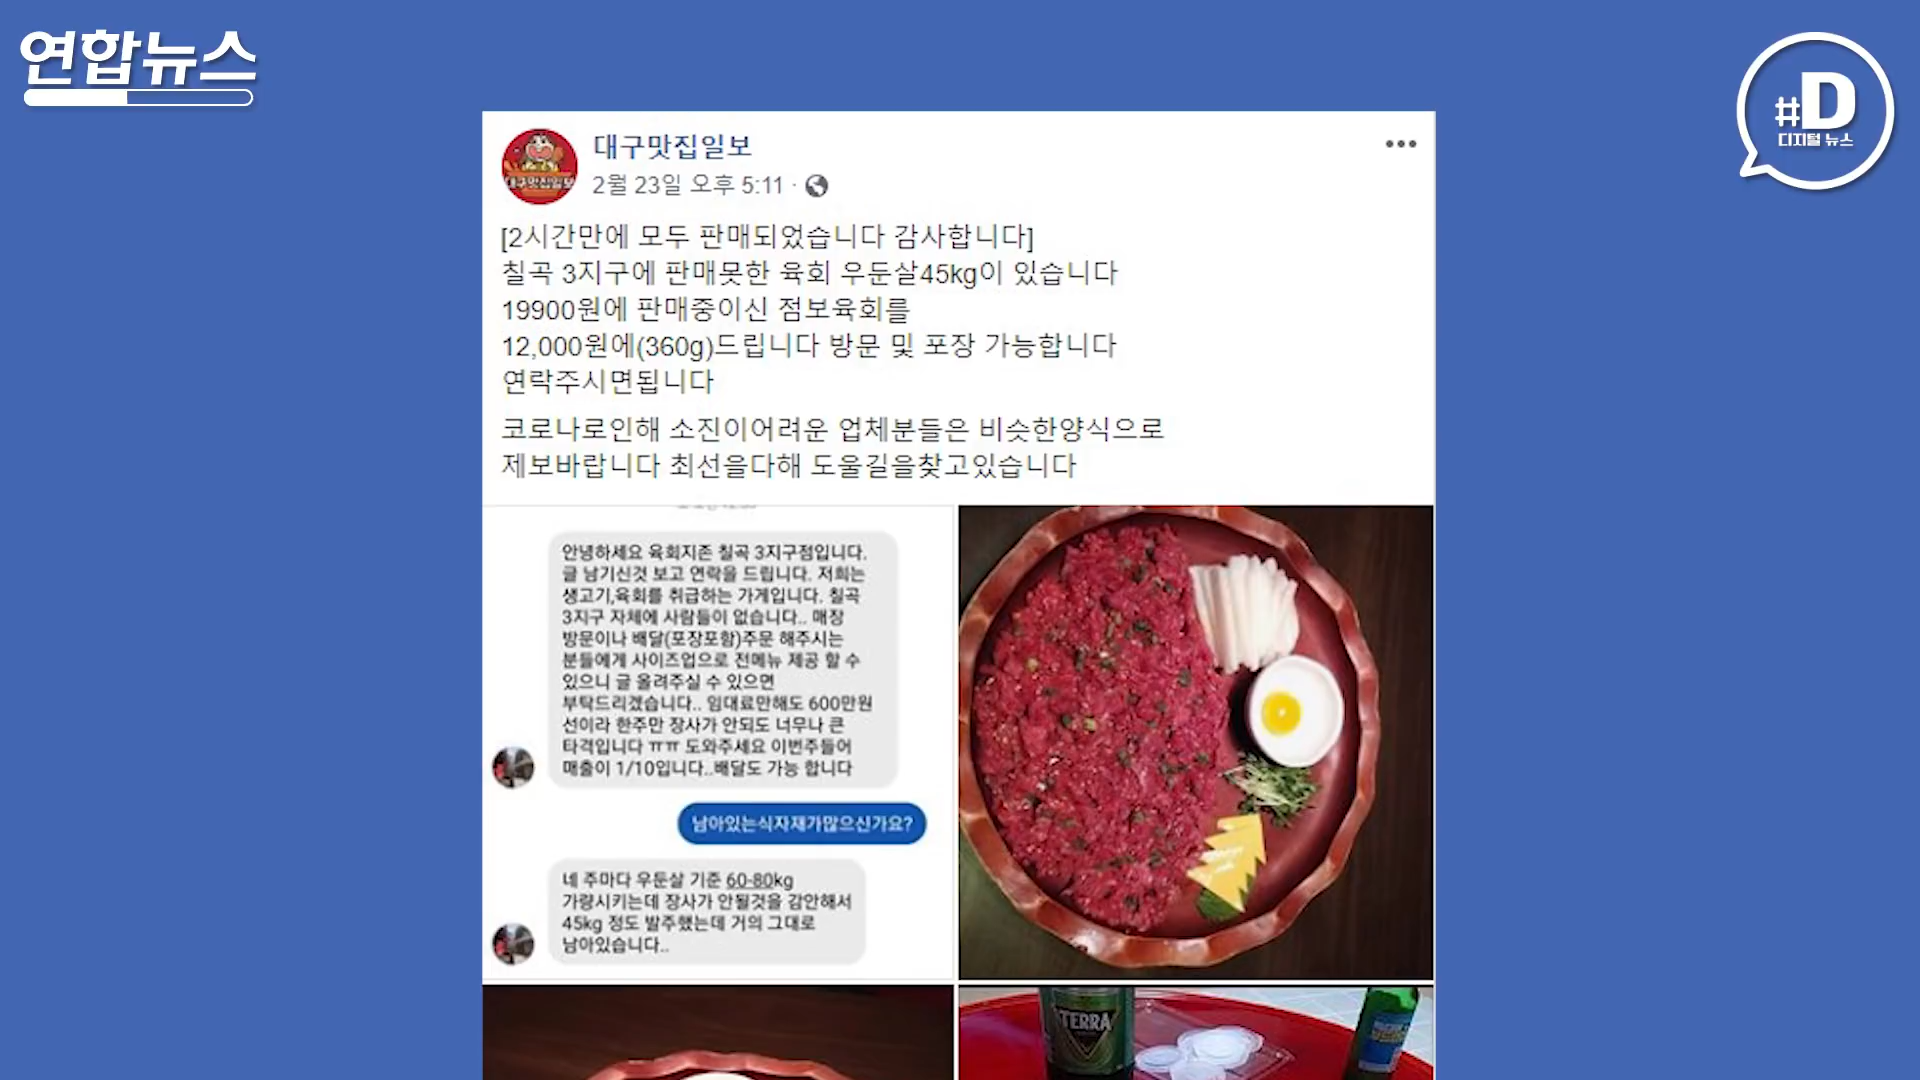 연합뉴스
#D
디지털 뉴스
대구맛집일보
대구맛집일보
2월 23일 오후 5:11 ·
[2시간만에 모두 판매되었습니다 감사합니다]
칠곡 3지구에 판매못한 육회 우둔살45kg이 있습니다
19900원에 판매중이신 점보육회를
12,000원에(360g)드립니다 방문 및 포장 가능합니다
연락주시면됩니다
코로나로인해 소진이어려운 업체분들은 비슷한양식으로
제보바랍니다 최선을다해 도울길을찾고있습니다
안녕하세요 육회지존 칠곡 3지구점입니다.
글 남기신것 보고 연락을 드립니다. 저희는
생고기,육회를 취급하는 가게입니다. 칠곡
3지구 자체에 사람들이 없습니다.. 매장
방문이나 배달(포장포함)주문 해주시는
분들에게 사이즈업으로 전메뉴 제공 할 수
있으니 글 올려주실 수 있으면
부탁드리겠습니다.. 임대료만해도 600만원
선이라 한주만 장사가 안되도 너무나 큰
타격입니다 ㅠㅠ 도와주세요 이번주들어
매출이 1/10입니다..배달도 가능 합니다
남아있는식자재가많으신가요?
네 주마다 우둔살 기준 60-80kg
가량시키는데 장사가 안될것을 감안해서
45kg 정도 발주했는데 거의 그대로
남아있습니다..
TERRA